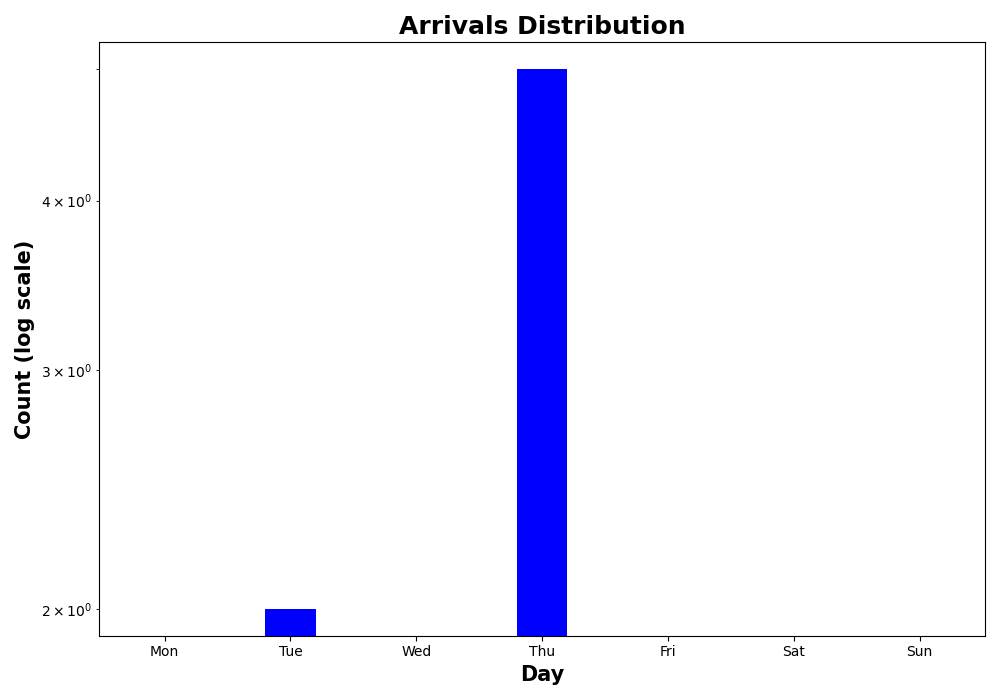 Arrivals Distribution
Count (log scale)
4 × 10⁰
3 × 10⁰
2 × 10⁰
Mon Tue Wed Thu Fri Sat Sun
Day